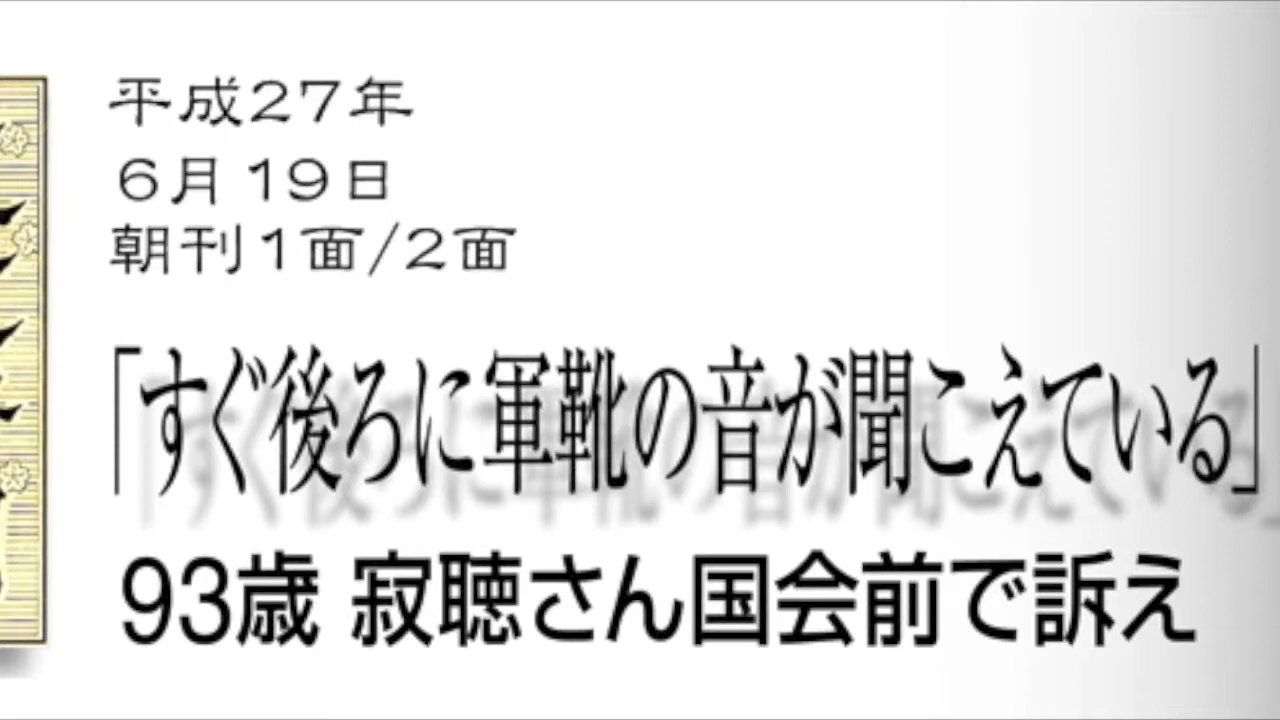 平成27年
6月19日
朝刊1面/2面
「すぐ後ろに軍靴の音が聞こえている」
93歳 寂聴さん国会前で訴え